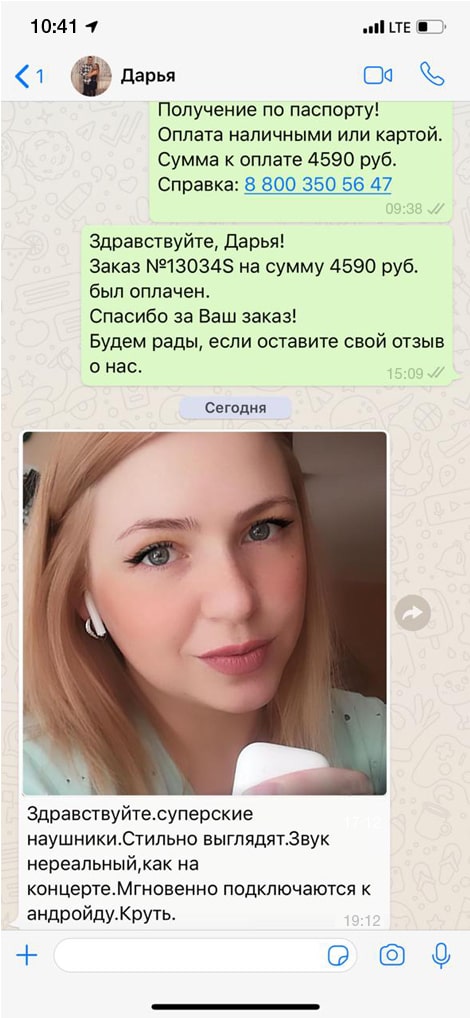 10:41
LTE
1
Дарья
Получение по паспорту!
Оплата наличными или картой.
Сумма к оплате 4590 руб.
Справка: 8 800 350 56 47
09:38
Здравствуйте, Дарья!
Заказ №13034S на сумму 4590 руб.
был оплачен.
Спасибо за Ваш заказ!
Будем рады, если оставите свой отзыв
о нас.
15:09
Сегодня
17:12
Здравствуйте.суперские
наушники.Стильно выглядят.Звук
нереальный,как на
концерте.Мгновенно подключаются к
андройду.Круть.
19:12